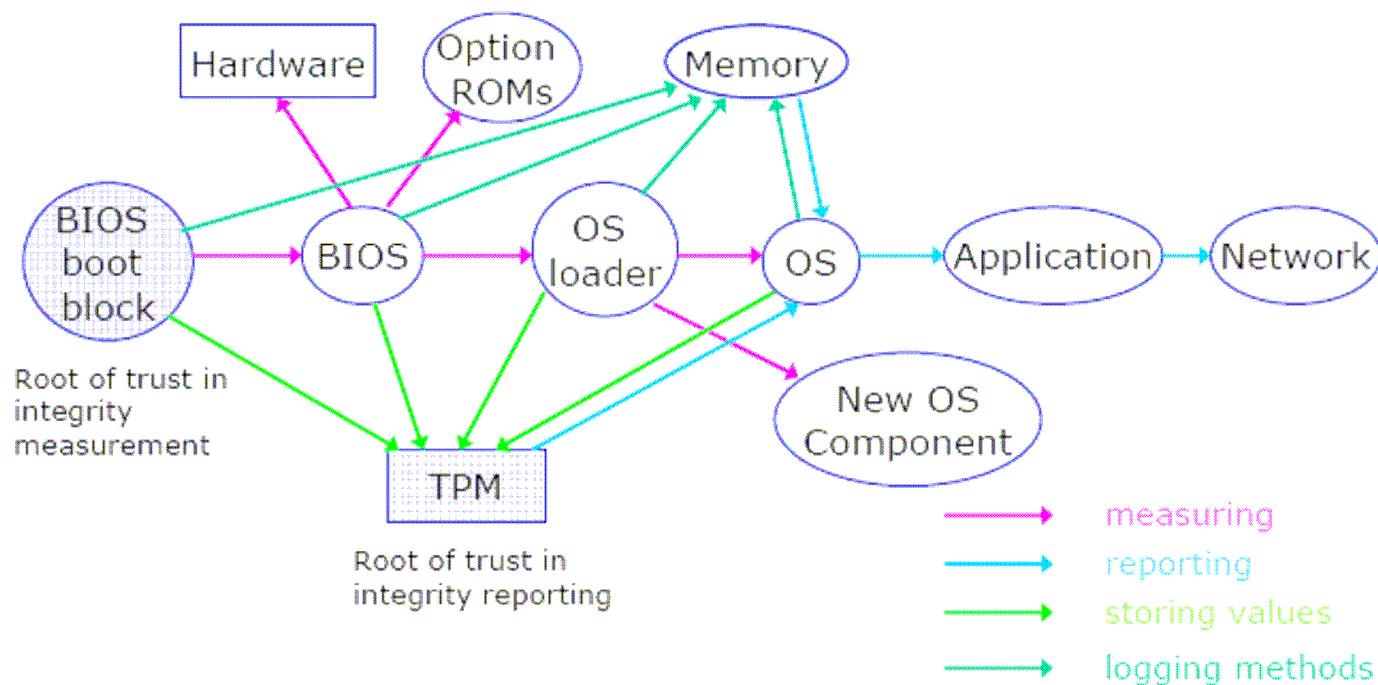 Hardware
Option
ROMs
Memory
BIOS
boot
block
BIOS
OS
loader
OS
Application
Network
Root of trust in
integrity
measurement
New OS
Component
TPM
Root of trust in
integrity reporting
measuring
reporting
storing values
logging methods